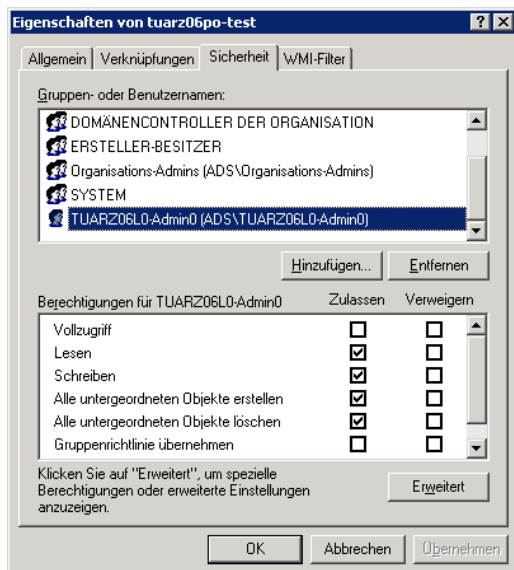 Eigenschaften von tuarz06po-test
Allgemein Verknüpfungen Sicherheit WMI-Filter
Gruppen- oder Benutzernamen:
DOMÄNENCONTROLLER DER ORGANISATION
ERSTELLER-BESITZER
Organisations-Admins (ADS\Organisations-Admins)
SYSTEM
TUARZ06L0-Admin0 (ADS\TUARZ06L0-Admin0)
Hinzufügen... Entfernen
Berechtigungen für TUARZ06L0-Admin0 Zulassen Verweigern
Vollzugriff
Lesen
Schreiben
Alle untergeordneten Objekte erstellen
Alle untergeordneten Objekte löschen
Gruppenrichtlinie übernehmen
Klicken Sie auf "Erweitert", um spezielle
Berechtigungen oder erweiterte Einstellungen
anzuzeigen.
Erweitert
OK Abbrechen Übernehmen